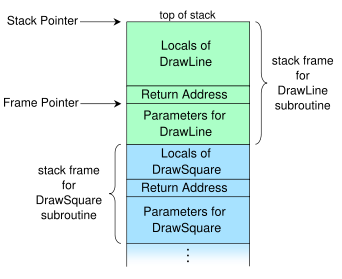 Stack Pointer
top of stack
Locals of
DrawLine
Return Address
Frame Pointer
Parameters for
DrawLine
stack frame
for
DrawLine
subroutine
Locals of
DrawSquare
Return Address
Parameters for
DrawSquare
stack frame
for
DrawSquare
subroutine